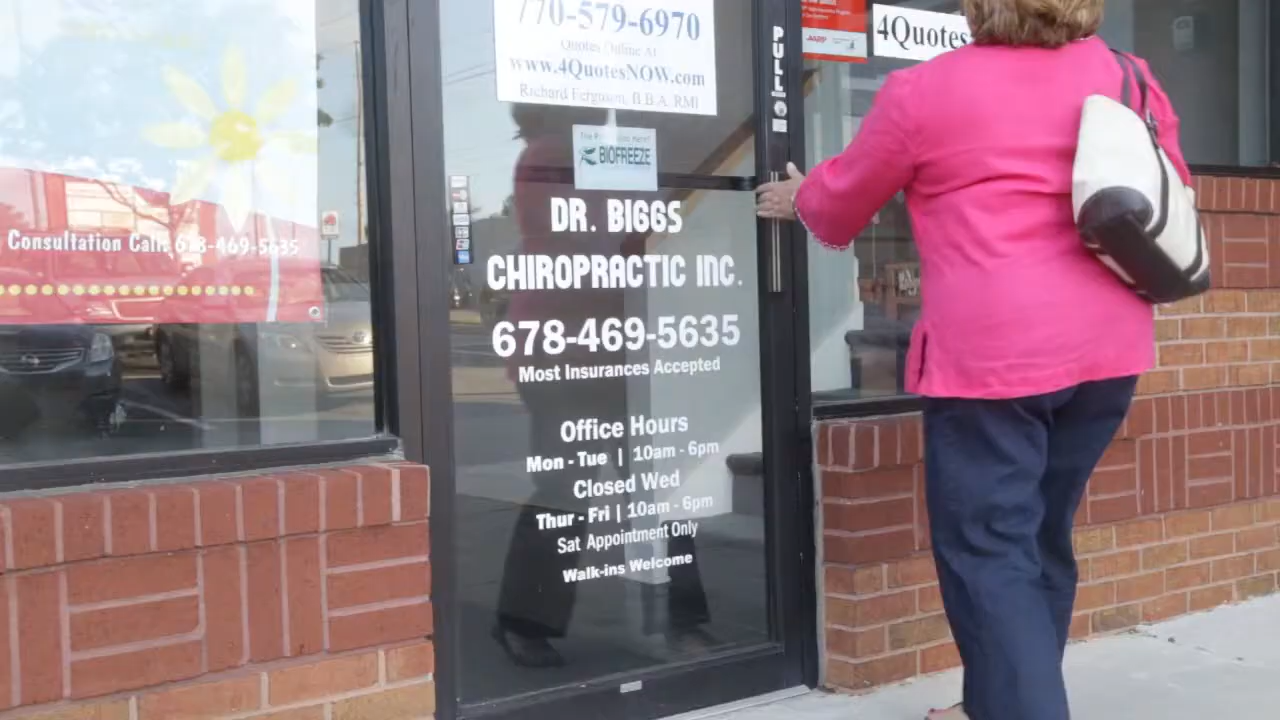 770-579-6970
Quotes Online At
www.4QuotesNOW.com
Richard Ferguson, B.B.A. RMI
PULL
AARP
4Quotes
BIOFREEZE
DR. BIGGS
CHIROPRACTIC INC.
678-469-5635
Most Insurances Accepted
Office Hours
Mon - Tue | 10am - 6pm
Closed Wed
Thur - Fri | 10am - 6pm
Sat Appointment Only
Walk-ins Welcome
Consultation Call: 678-469-5635